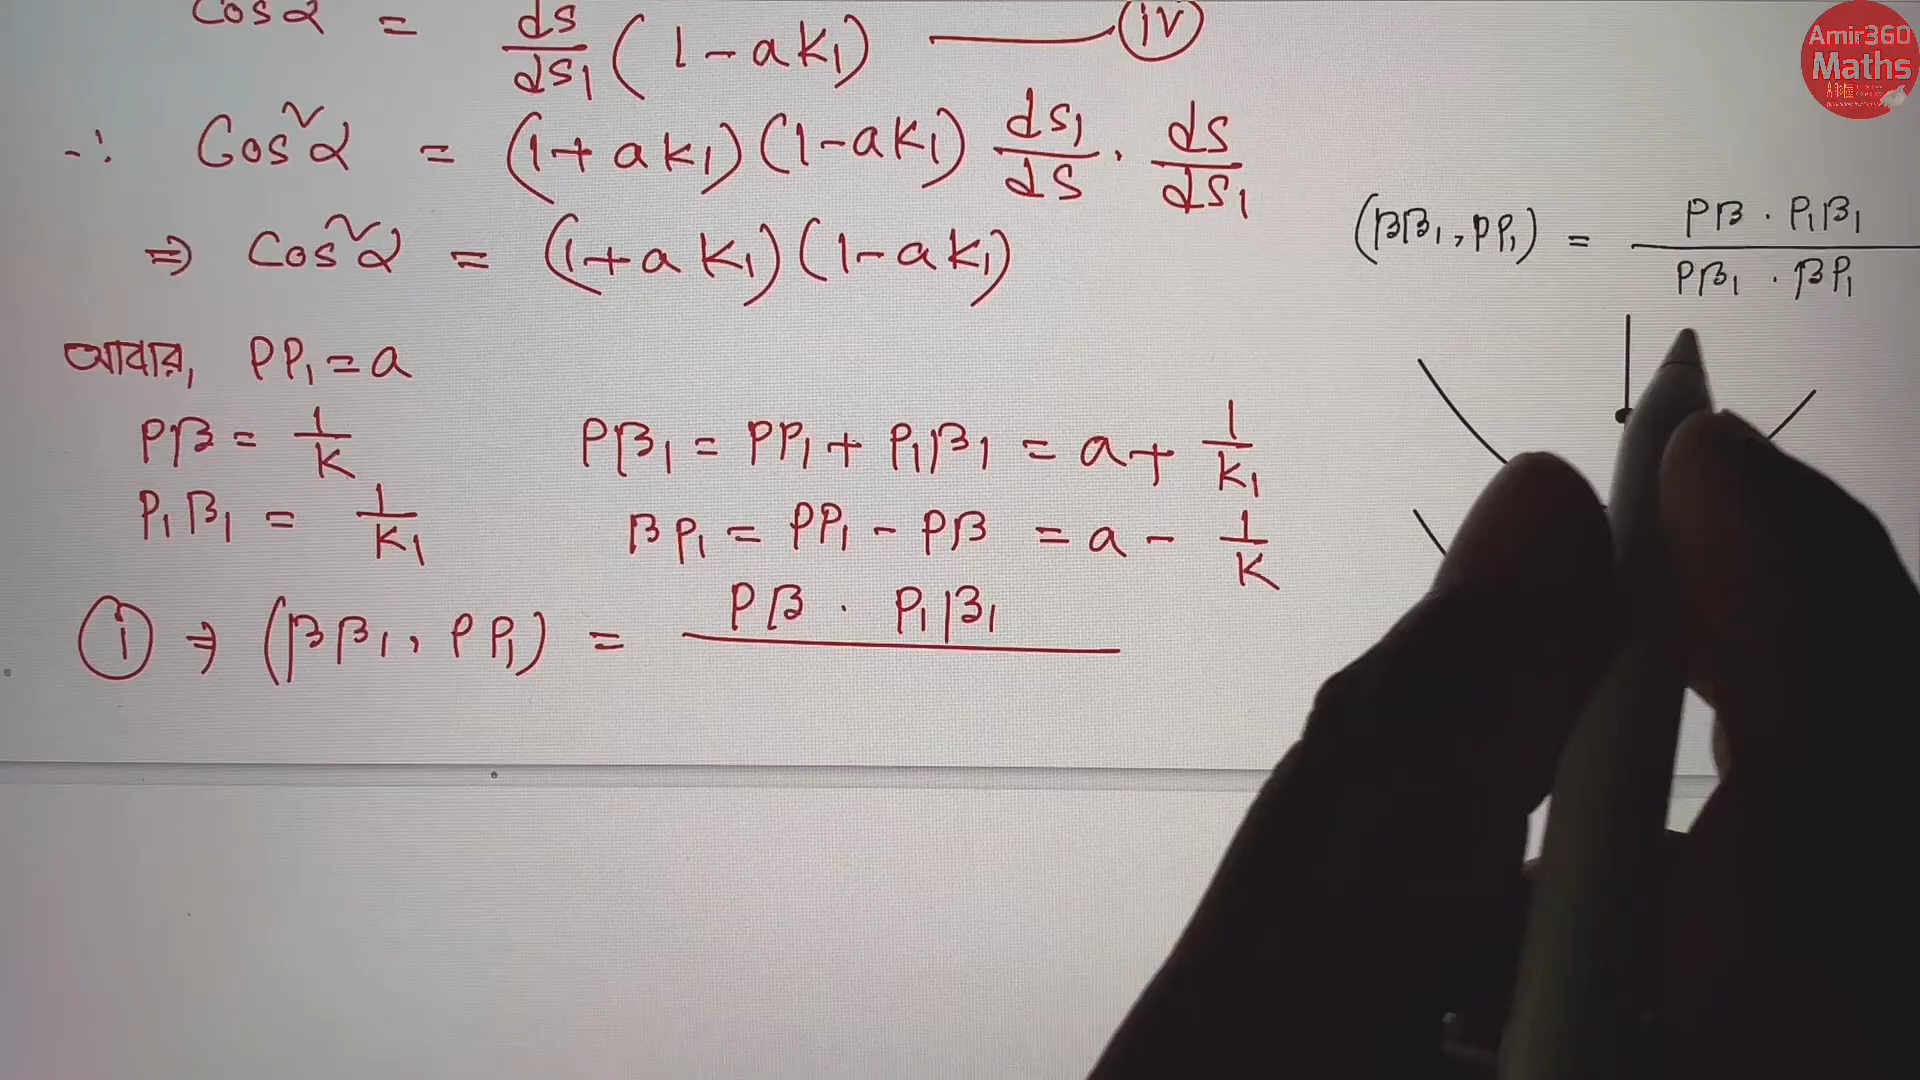 Cos α = ds/ds₁ (1 - aK₁) —— (iv)
∴ Cos²α = (1 + aK₁)(1 - aK₁) ds₁/ds · ds/ds₁
⇒ Cos²α = (1 + aK₁)(1 - aK₁)
আবার, PP₁ = a
Pβ = 1/K
Pβ₁ = PP₁ + P₁β₁ = a + 1/K₁
P₁β₁ = 1/K₁
βP₁ = PP₁ - Pβ = a - 1/K
(i) ⇒ (ββ₁, PP₁) = Pβ · P₁β₁
(ββ₁, PP₁) = Pβ · P₁β₁ / Pβ₁ · βP₁
Amir360
Maths